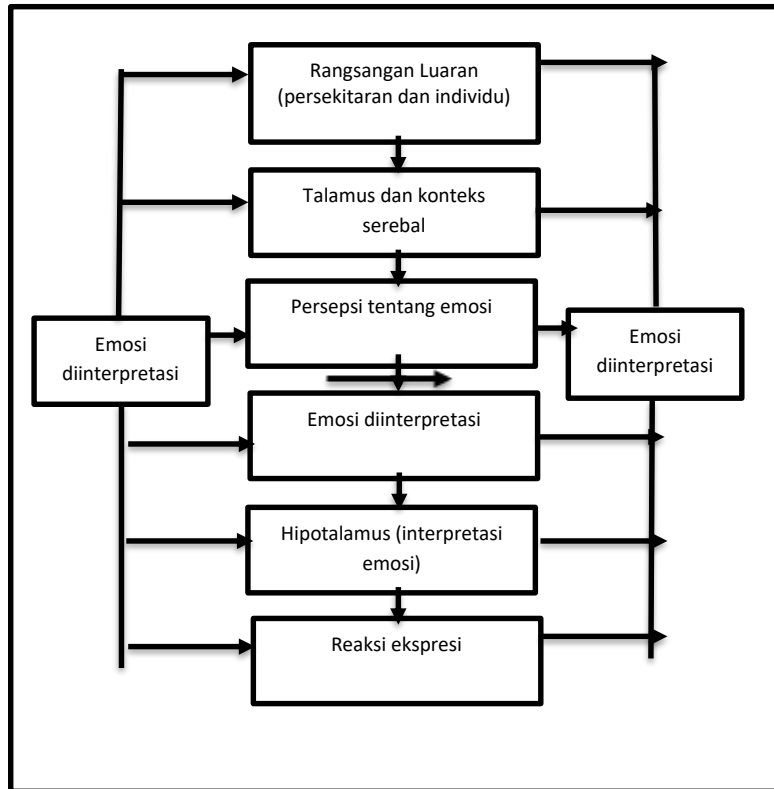 Rangsangan Luaran
(persekitaran dan individu)
Talamus dan konteks
serebal
Persepsi tentang emosi
Emosi
diinterpretasi
Emosi
diinterpretasi
Emosi diinterpretasi
Hipotalamus (interpretasi
emosi)
Reaksi ekspresi